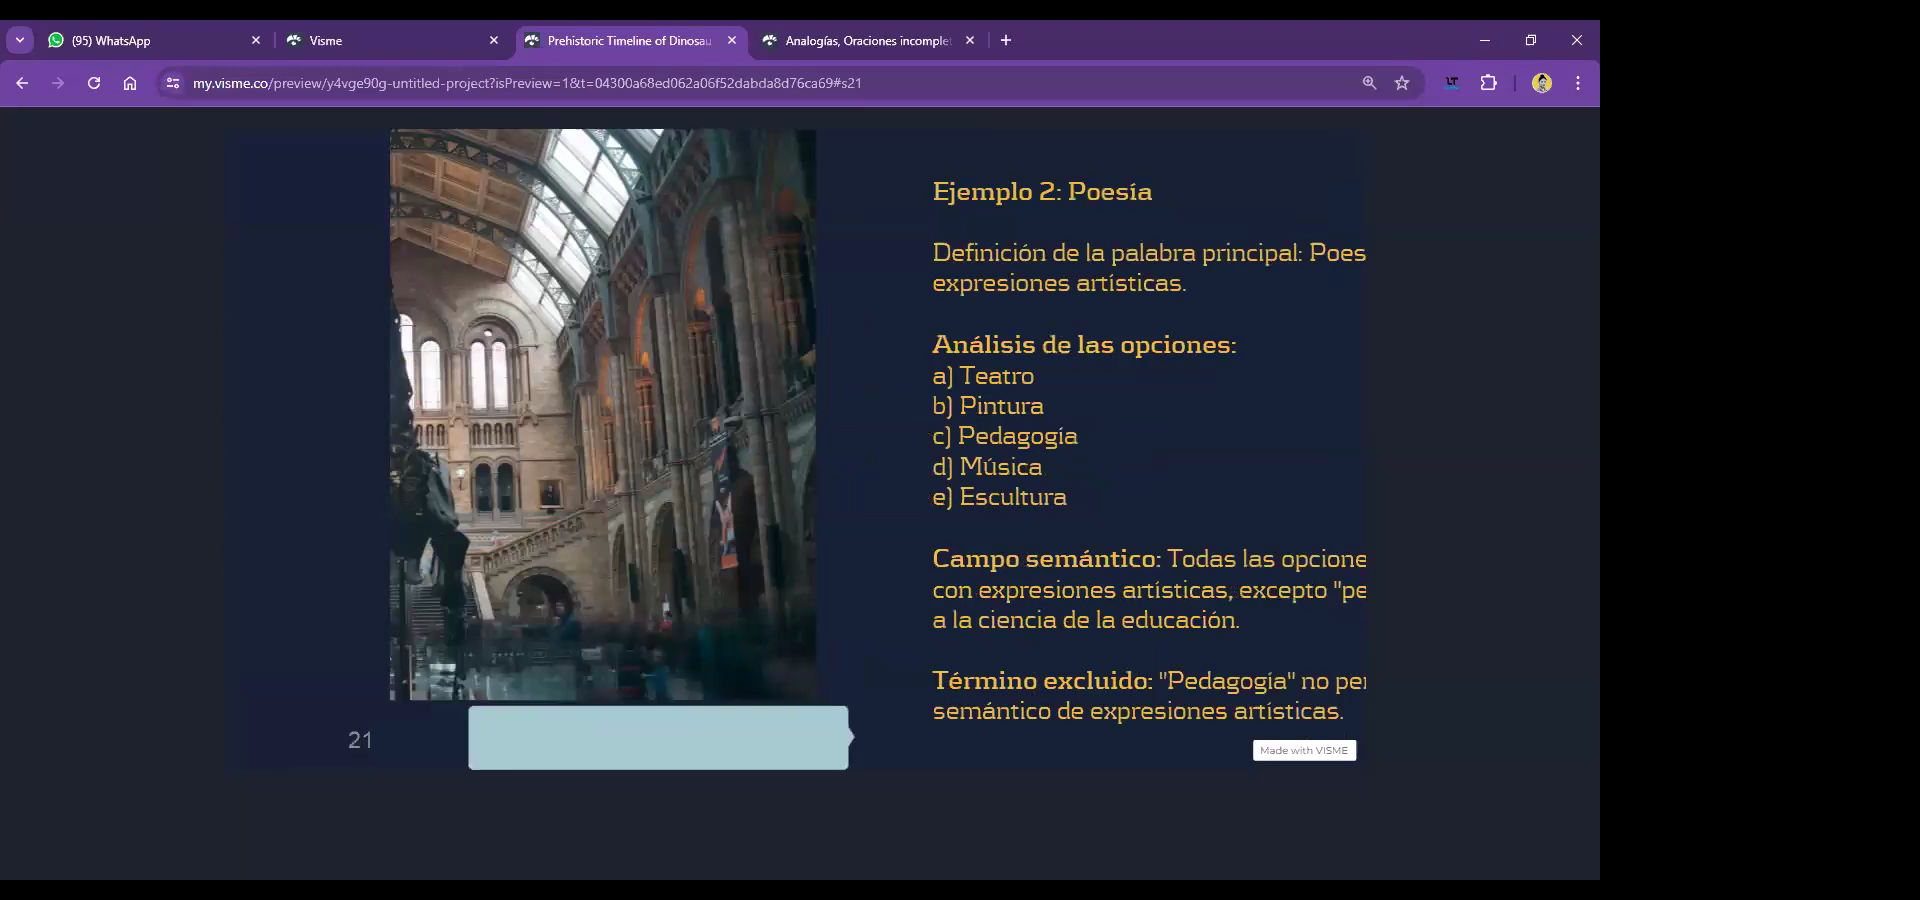 (95) WhatsApp
Visme
Prehistoric Timeline of Dinosau
Analogías, Oraciones incomplet
my.visme.co/preview/y4vge90g-untitled-project?isPreview=1&t=04300a68ed062a06f52dabda8d76ca69#s21
Ejemplo 2: Poesía
Definición de la palabra principal: Poes
expresiones artísticas.
Análisis de las opciones:
a) Teatro
b) Pintura
c) Pedagogía
d) Música
e) Escultura
Campo semántico: Todas las opcione
con expresiones artísticas, excepto "pe
a la ciencia de la educación.
Término excluido: "Pedagogía" no per
semántico de expresiones artísticas.
21
Made with VISME